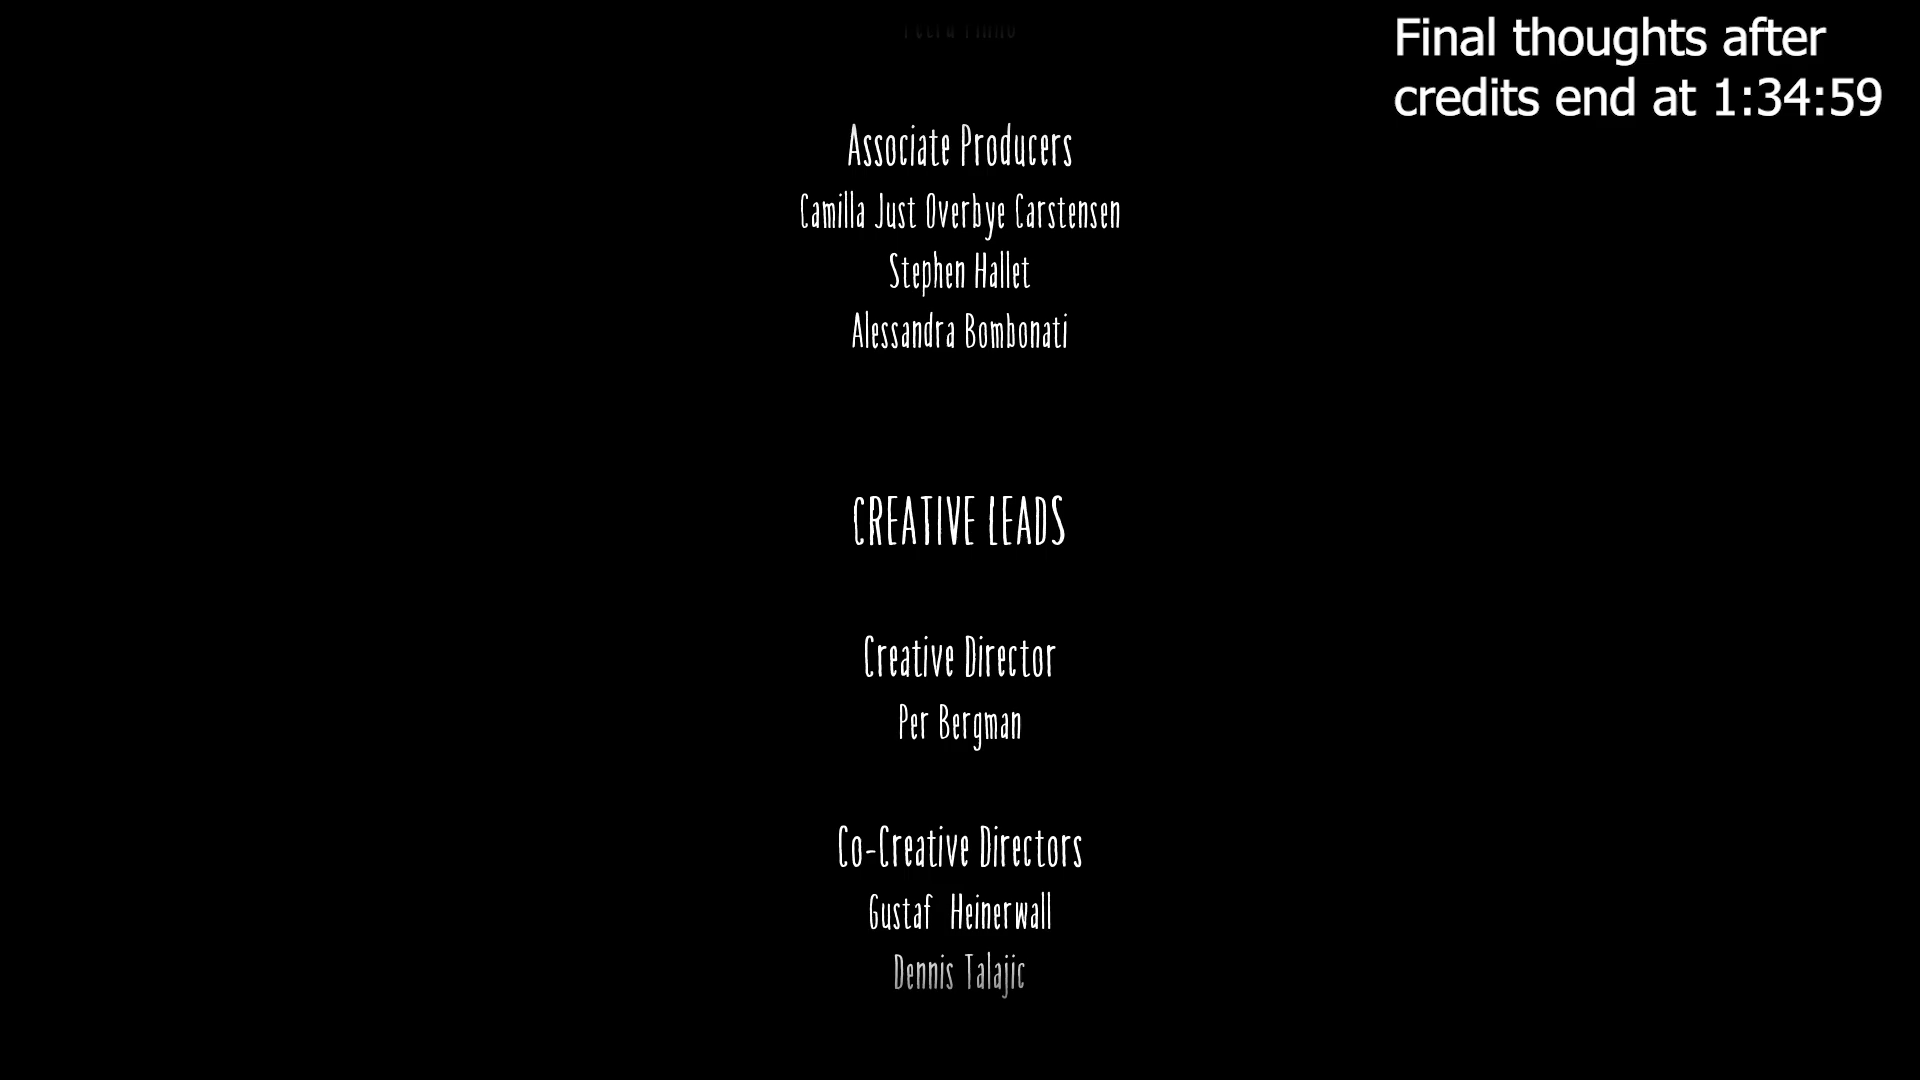 Final thoughts after
credits end at 1:34:59
Associate Producers
Camilla Just Overbye Carstensen
Stephen Hallet
Alessandra Bombonati
CREATIVE LEADS
Creative Director
Per Bergman
Co-Creative Directors
Gustaf Heinerwall
Dennis Talajic